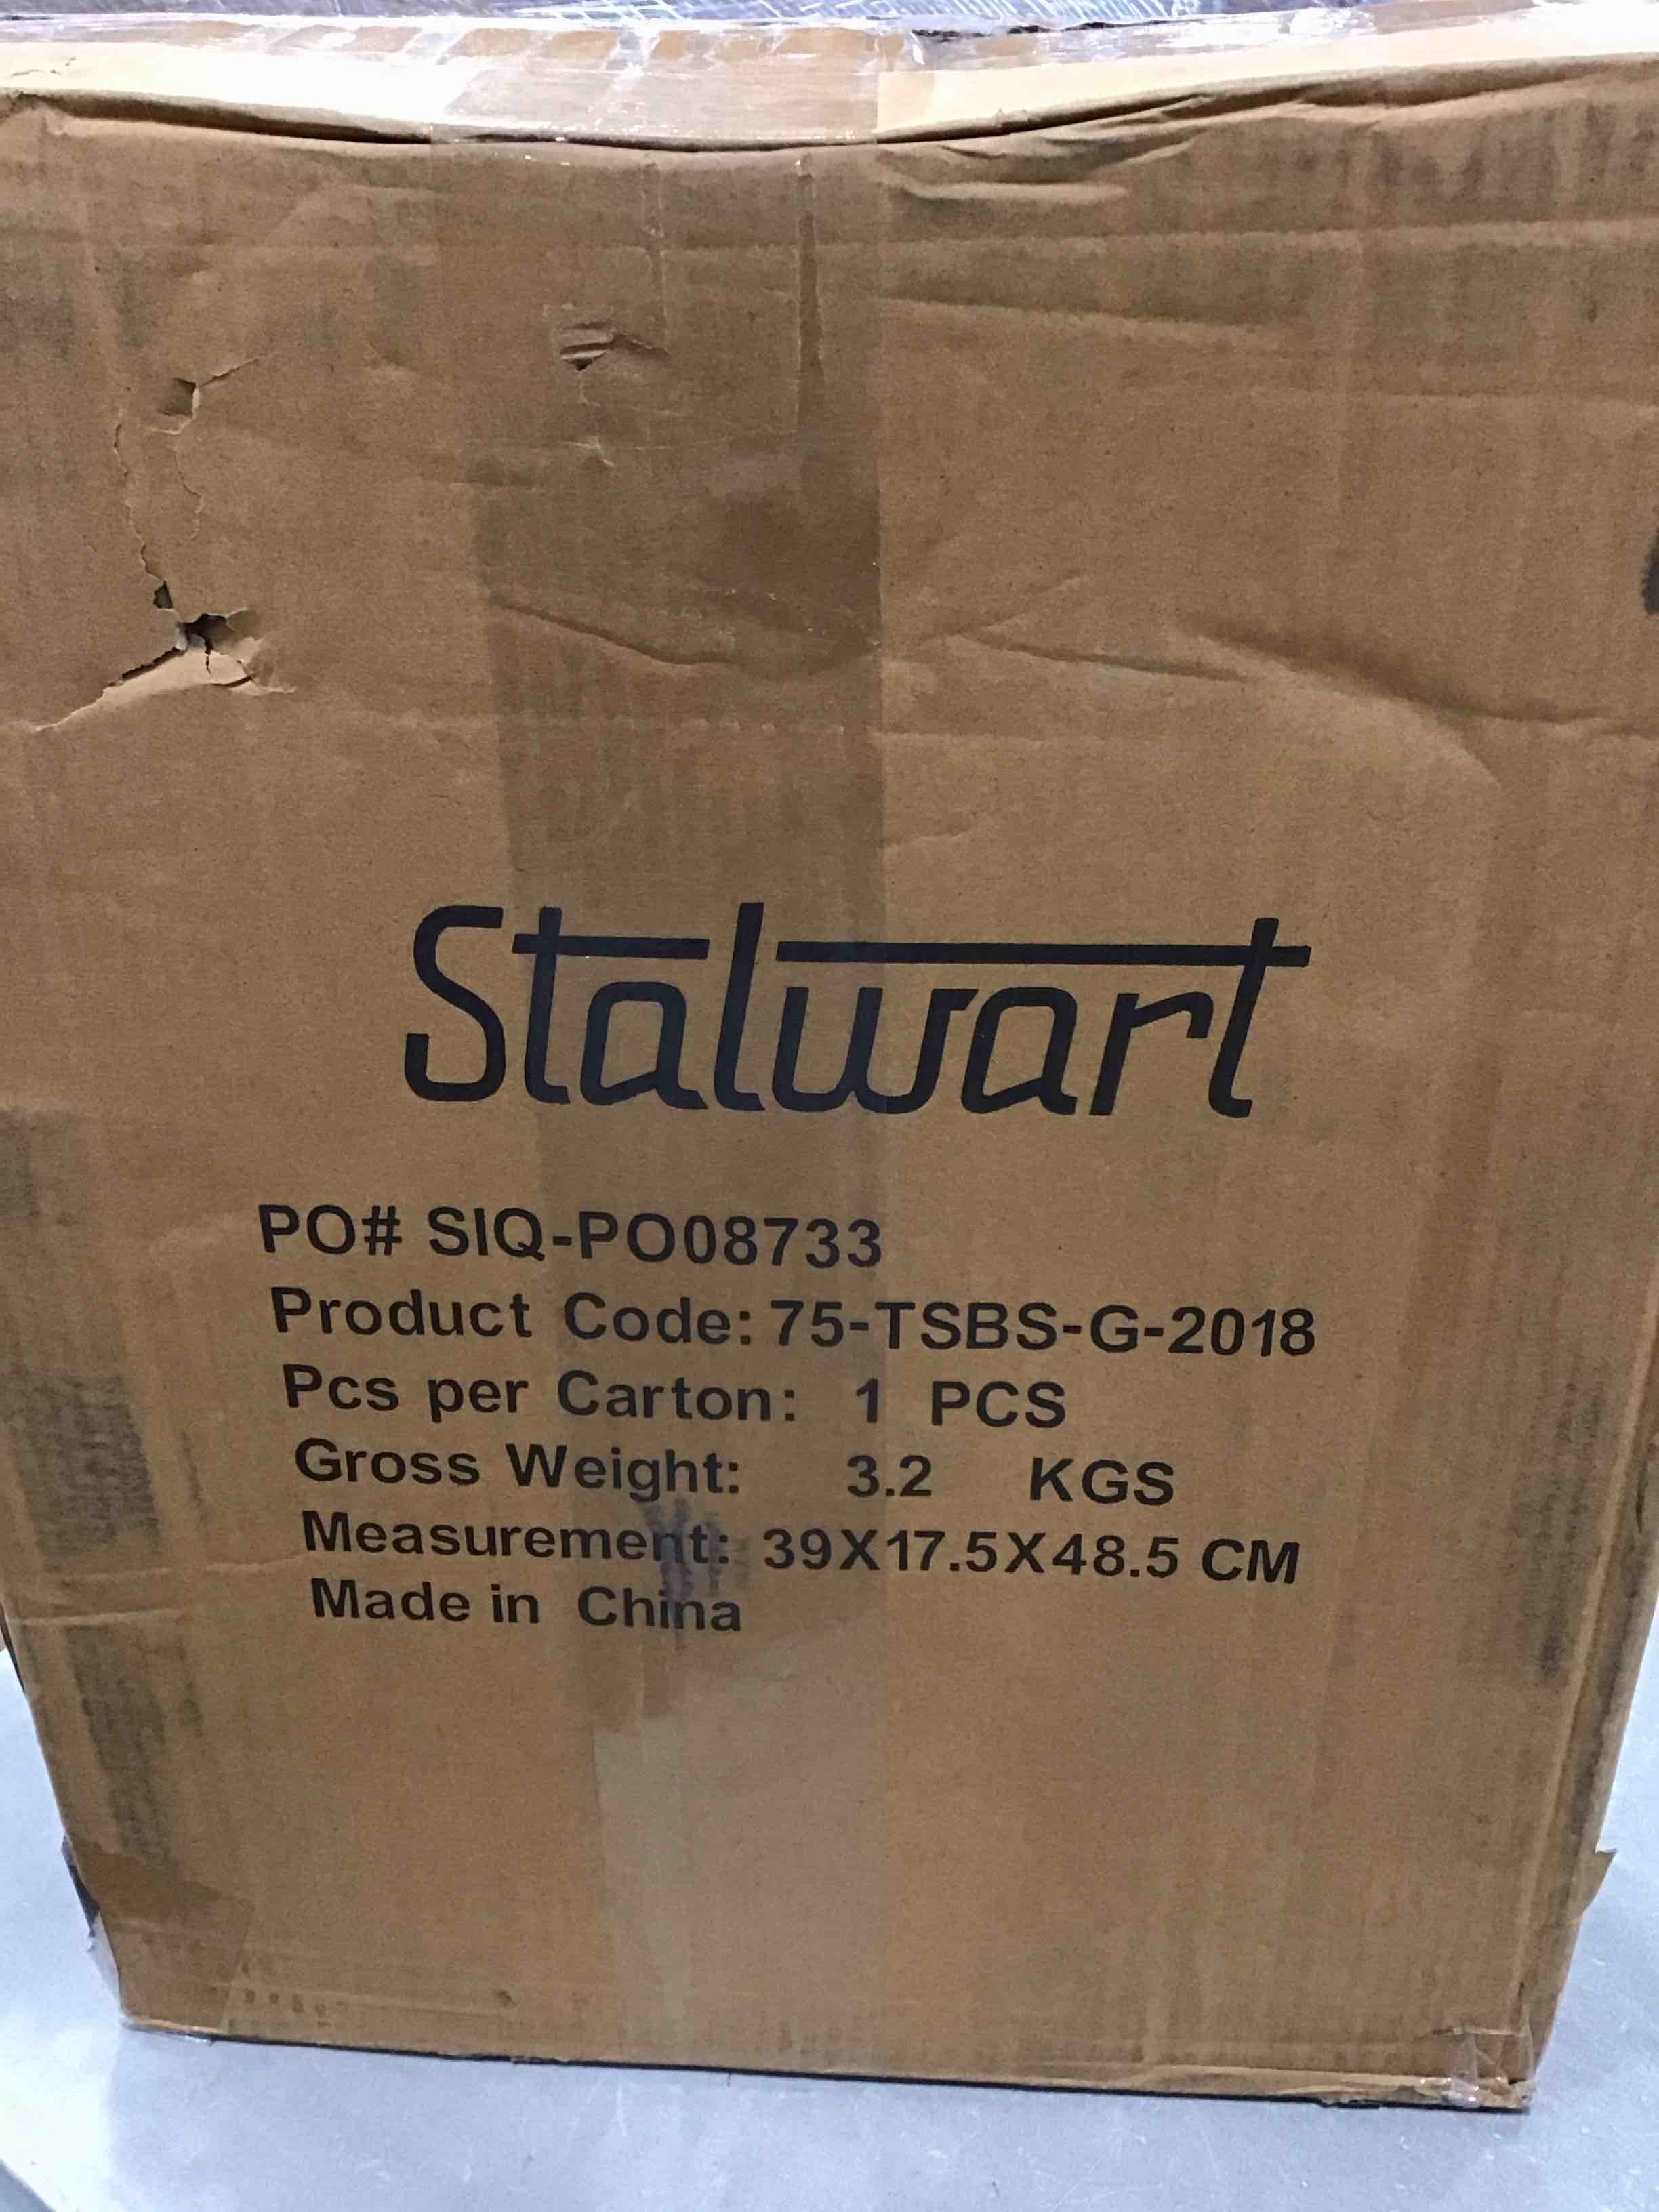 Stalwart
PO# SIQ-PO08733
Product Code: 75-TSBS-G-2018
Pcs per Carton: 1 PCS
Gross Weight: 3.2 KGS
Measurement: 39X17.5X48.5 CM
Made in China